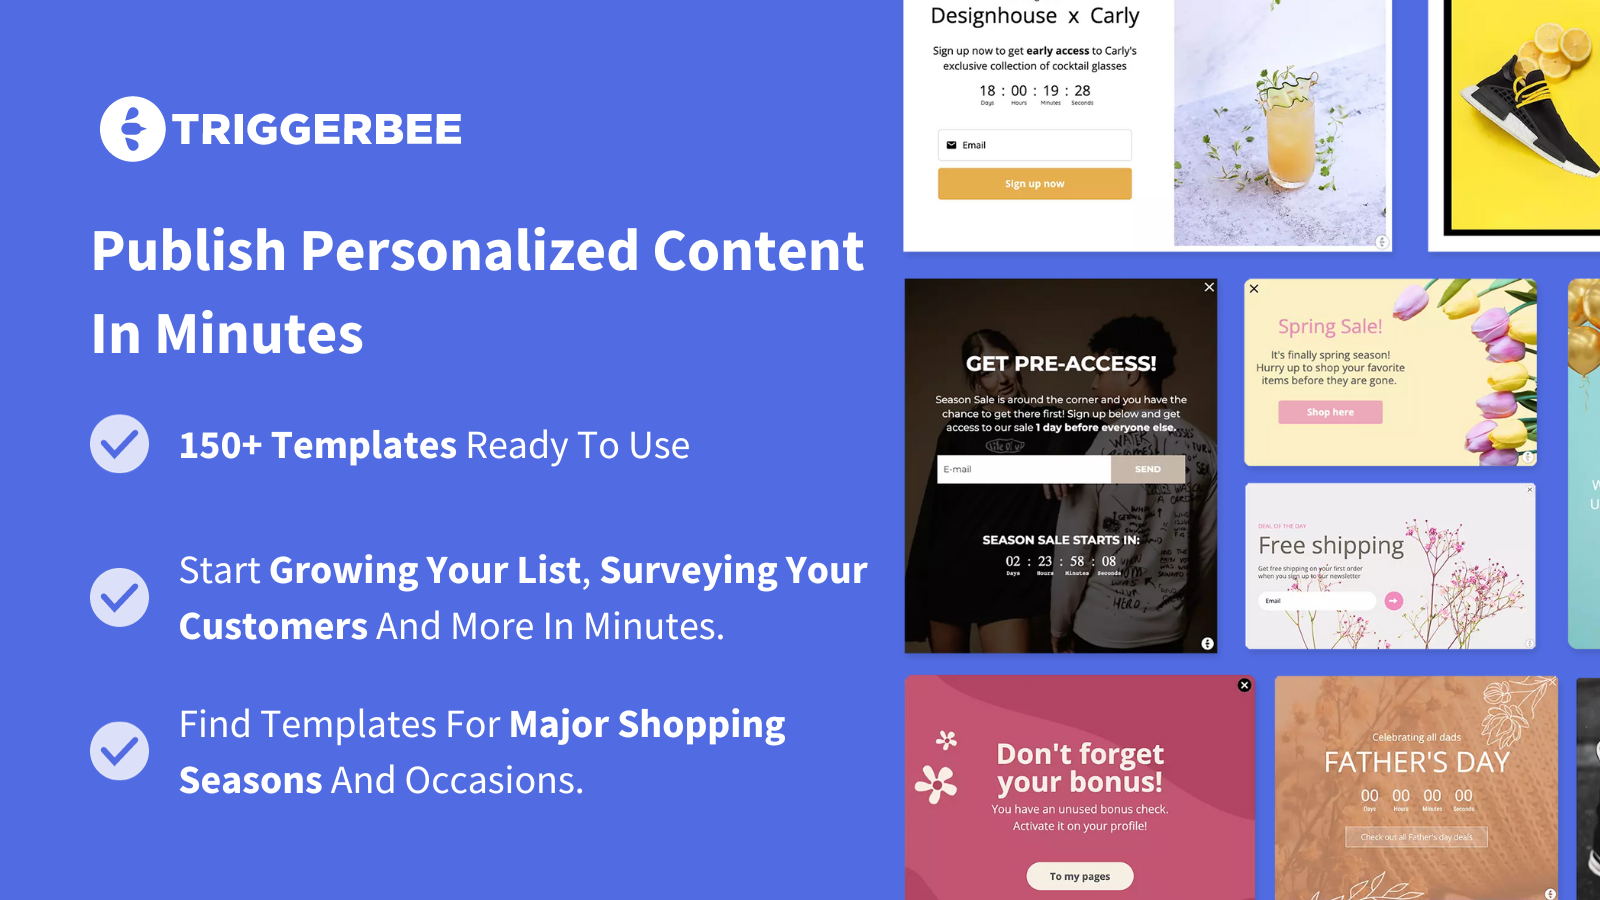 TRIGGERBEE
Publish Personalized Content
In Minutes
150+ Templates Ready To Use
Start Growing Your List, Surveying Your
Customers And More In Minutes.
Find Templates For Major Shopping
Seasons And Occasions.
Designhouse x Carly
Sign up now to get early access to Carly's
exclusive collection of cocktail glasses
18 : 00 : 19 : 28
Days Hours Minutes Seconds
Email
Sign up now
GET PRE-ACCESS!
Season Sale is around the corner and you have the
chance to get there first! Sign up below and get
access to our sale 1 day before everyone else.
E-mail
SEND
SEASON SALE STARTS IN:
02 : 23 : 58 : 08
Days Hours Minutes Seconds
Spring Sale!
It's finally spring season!
Hurry up to shop your favorite
items before they are gone.
Shop here
DEAL OF THE DAY
Free shipping
Get free shipping on your first order
when you sign up to our newsletter
Email
W
U
Don't forget
your bonus!
You have an unused bonus check.
Activate it on your profile!
To my pages
Celebrating all dads
FATHER'S DAY
00 00 00 00
Days Hours Minutes Seconds
Check out all Father's day deals